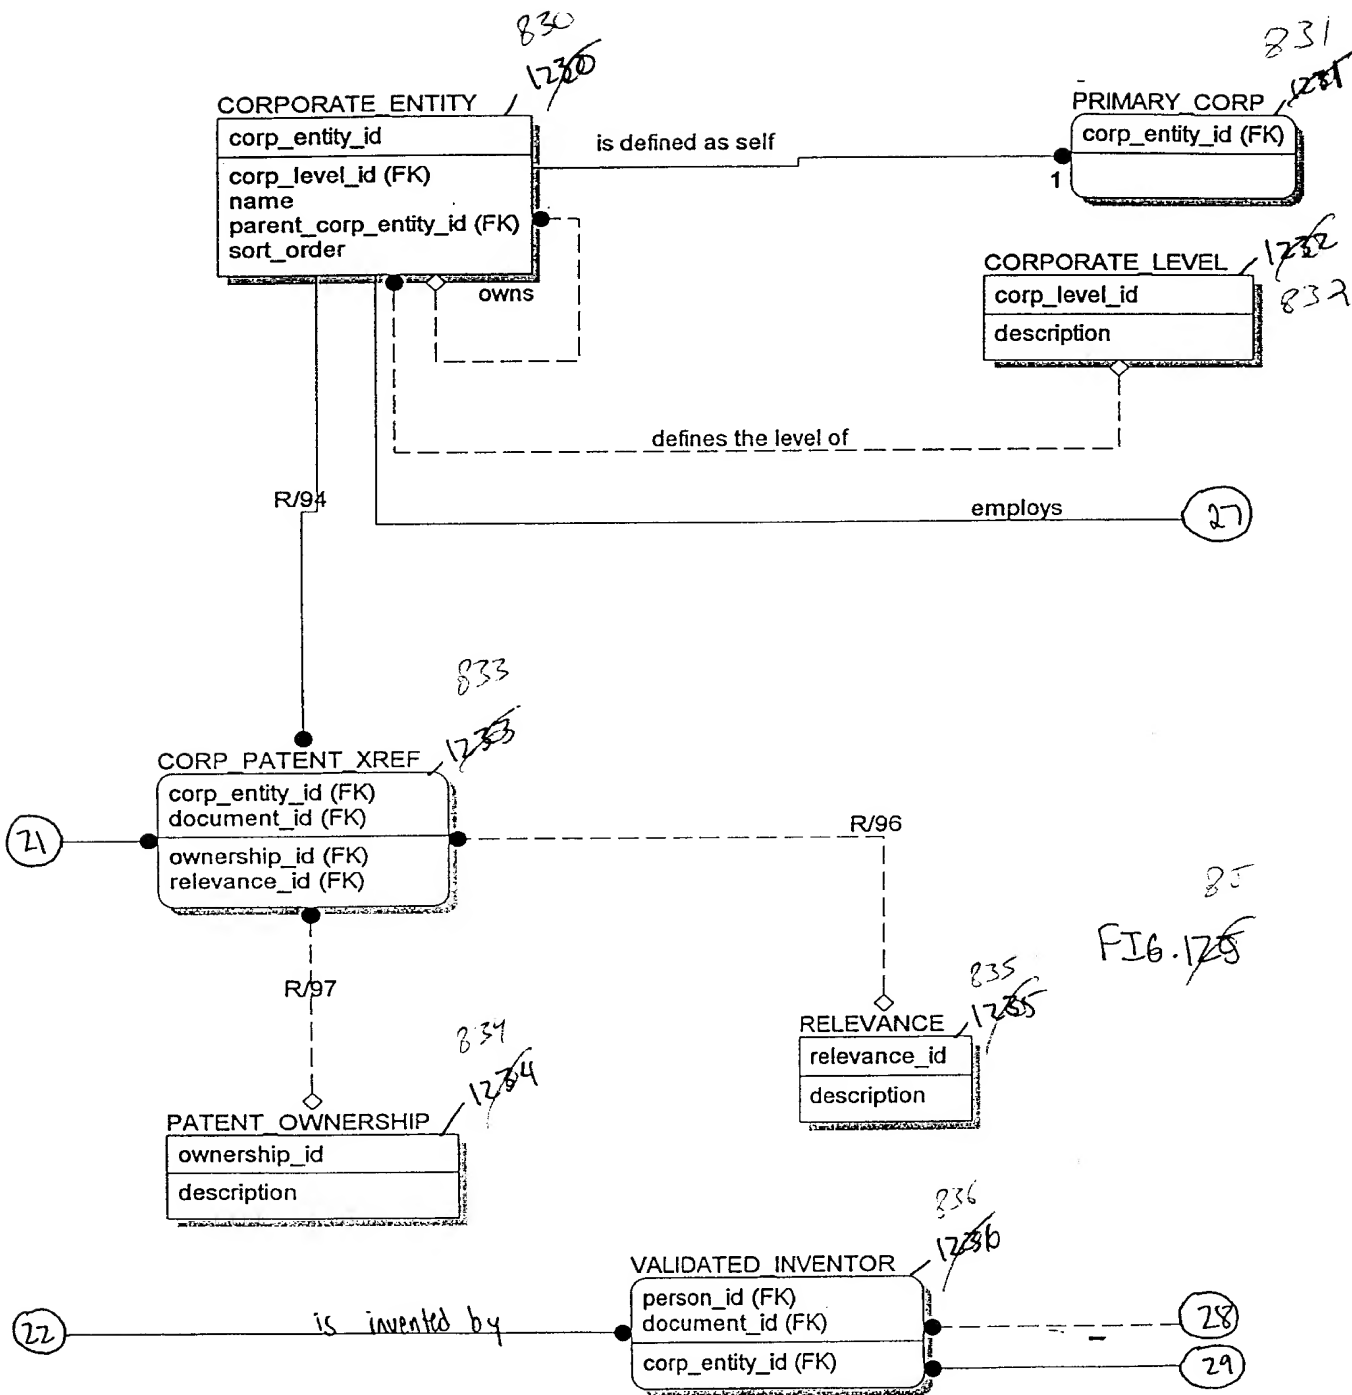 830
1230
CORPORATE_ENTITY
corp_entity_id
corp_level_id (FK)
name
parent_corp_entity_id (FK)
sort_order
is defined as self
1
831
1231
PRIMARY_CORP
corp_entity_id (FK)
owns
CORPORATE_LEVEL
1232
832
corp_level_id
description
defines the level of
R/94
employs
27
833
1233
CORP_PATENT_XREF
corp_entity_id (FK)
document_id (FK)
ownership_id (FK)
relevance_id (FK)
21
R/96
R/97
85
FIG. 125
835
1235
RELEVANCE
relevance_id
description
834
1234
PATENT_OWNERSHIP
ownership_id
description
836
1236
VALIDATED_INVENTOR
person_id (FK)
document_id (FK)
corp_entity_id (FK)
22
is invented by
28
29